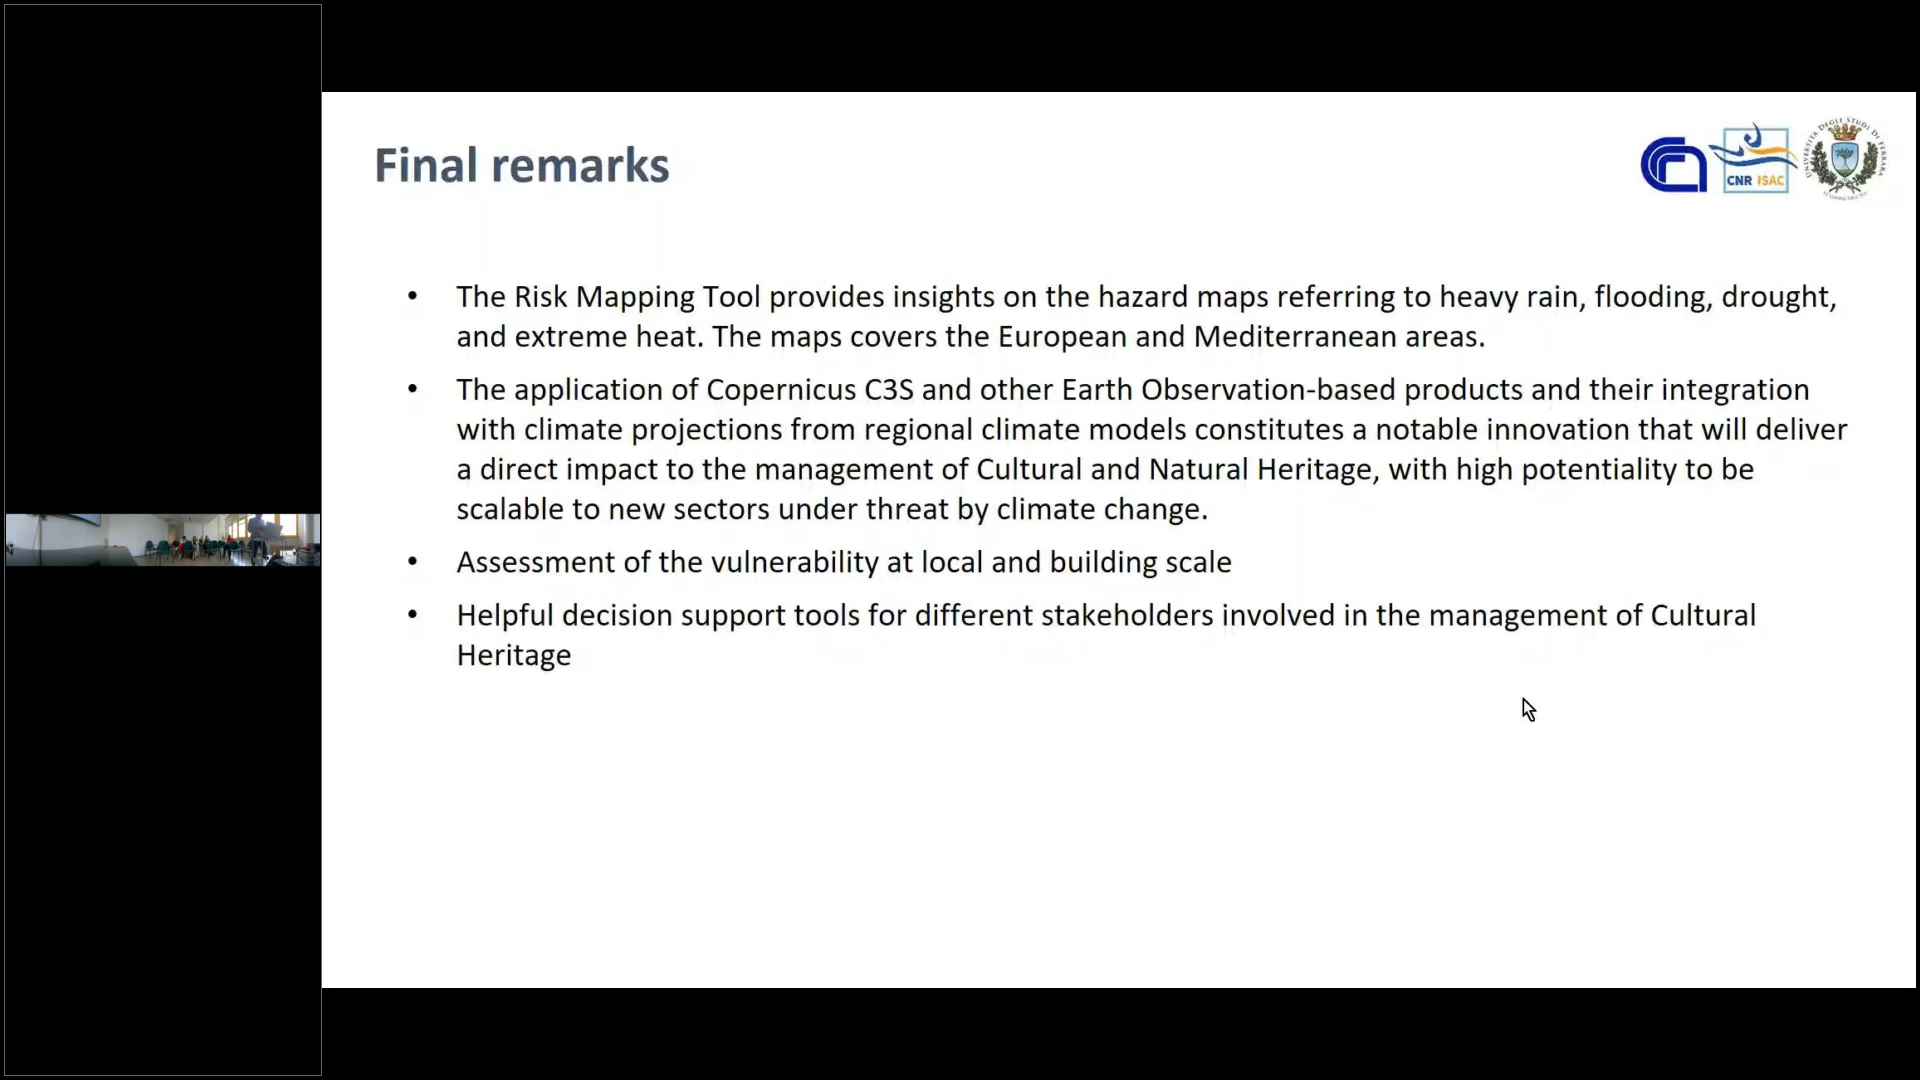 Final remarks
CNR ISAC
UNIVERSITÀ DEGLI STUDI DI FERRARA
• The Risk Mapping Tool provides insights on the hazard maps referring to heavy rain, flooding, drought,
and extreme heat. The maps covers the European and Mediterranean areas.
• The application of Copernicus C3S and other Earth Observation-based products and their integration
with climate projections from regional climate models constitutes a notable innovation that will deliver
a direct impact to the management of Cultural and Natural Heritage, with high potentiality to be
scalable to new sectors under threat by climate change.
• Assessment of the vulnerability at local and building scale
• Helpful decision support tools for different stakeholders involved in the management of Cultural
Heritage